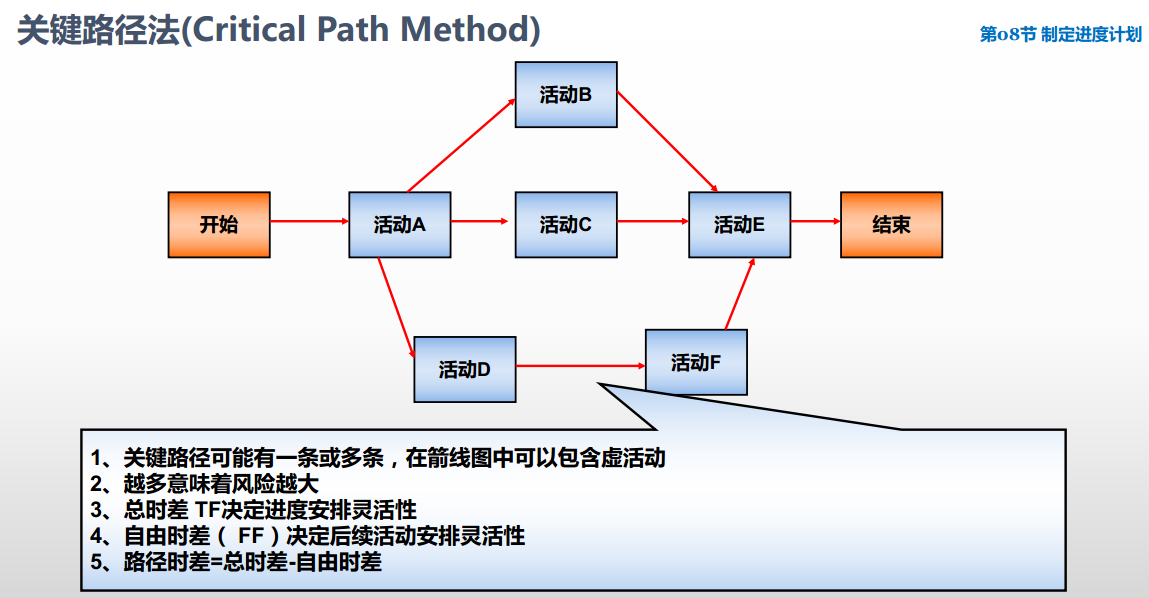 关键路径法(Critical Path Method)
第08节 制定进度计划
活动B
开始
活动A
活动C
活动E
结束
活动D
活动F
1、关键路径可能有一条或多条，在箭线图中可以包含虚活动
2、越多意味着风险越大
3、总时差 TF决定进度安排灵活性
4、自由时差（ FF）决定后续活动安排灵活性
5、路径时差=总时差-自由时差